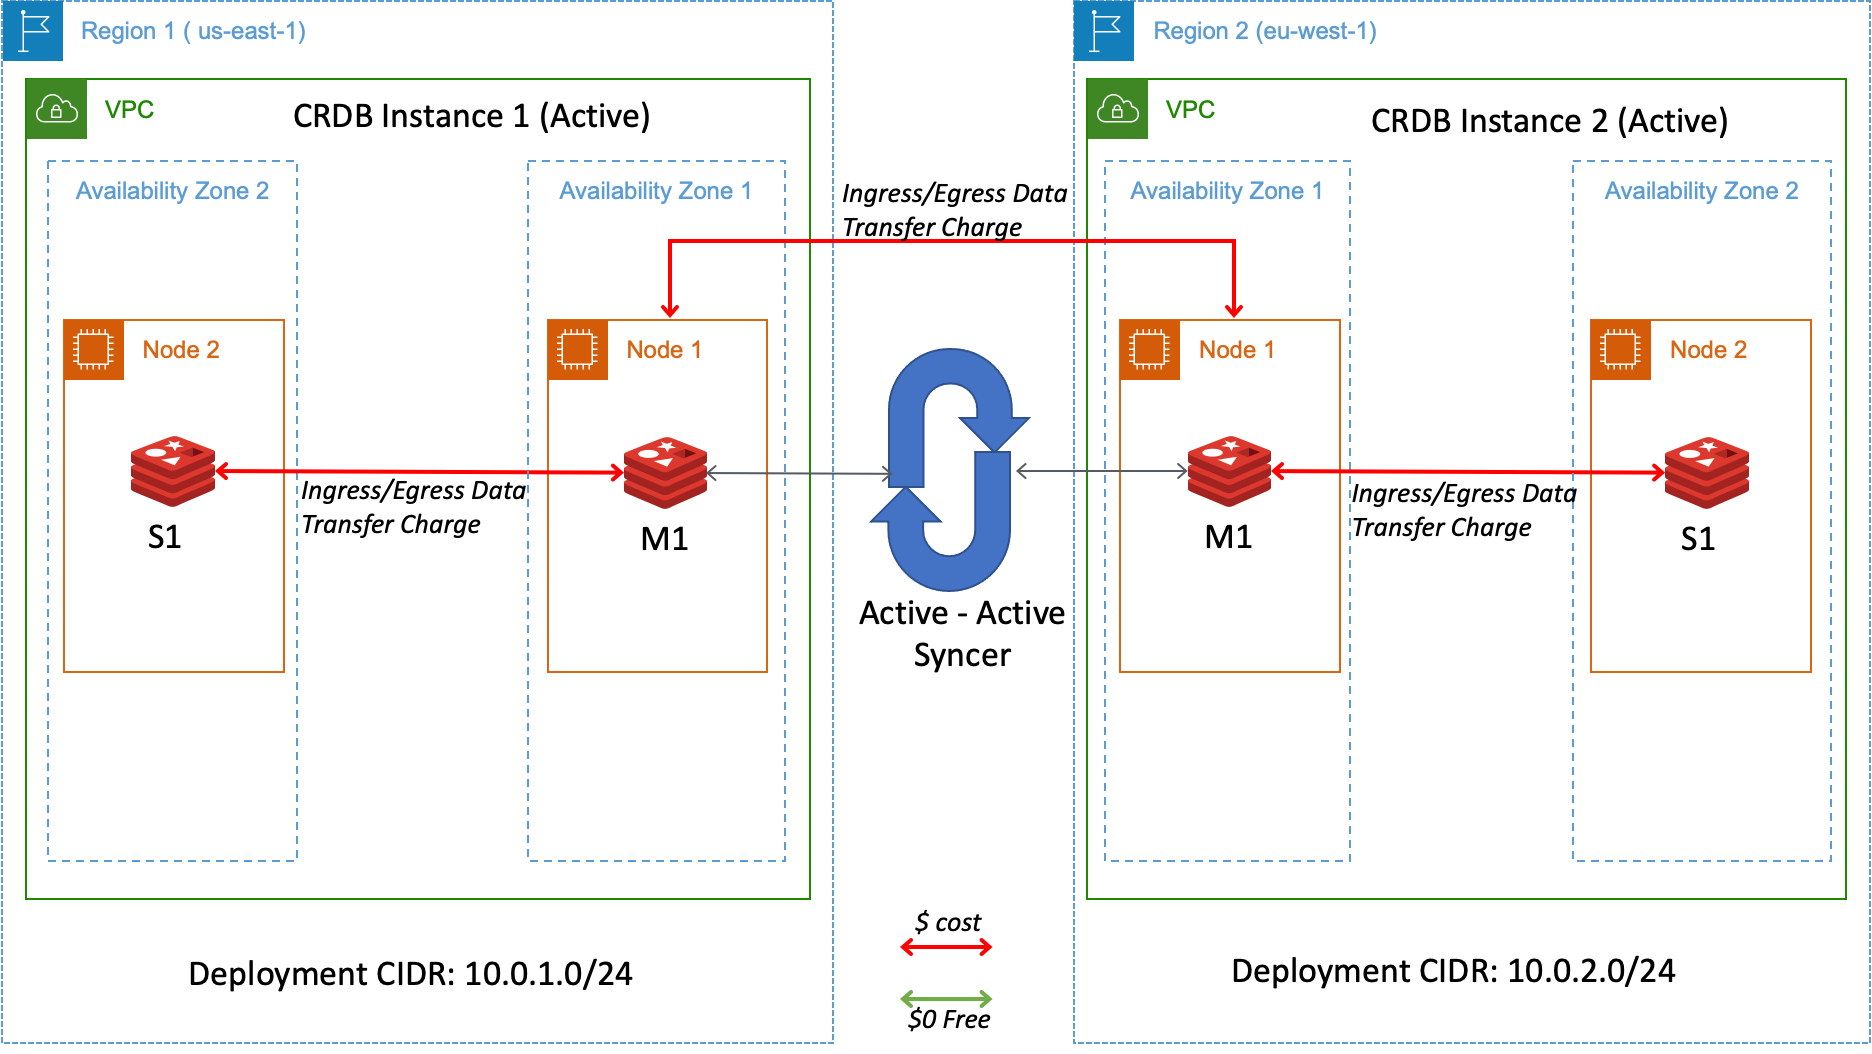 Region 1 ( us-east-1)
VPC
CRDB Instance 1 (Active)
Availability Zone 2
Availability Zone 1
Node 2
Node 1
S1
Ingress/Egress Data
Transfer Charge
M1
Ingress/Egress Data
Transfer Charge
Active - Active
Syncer
Region 2 (eu-west-1)
VPC
CRDB Instance 2 (Active)
Availability Zone 1
Availability Zone 2
Node 1
Node 2
M1
Ingress/Egress Data
Transfer Charge
S1
Deployment CIDR: 10.0.1.0/24
$ cost
$0 Free
Deployment CIDR: 10.0.2.0/24